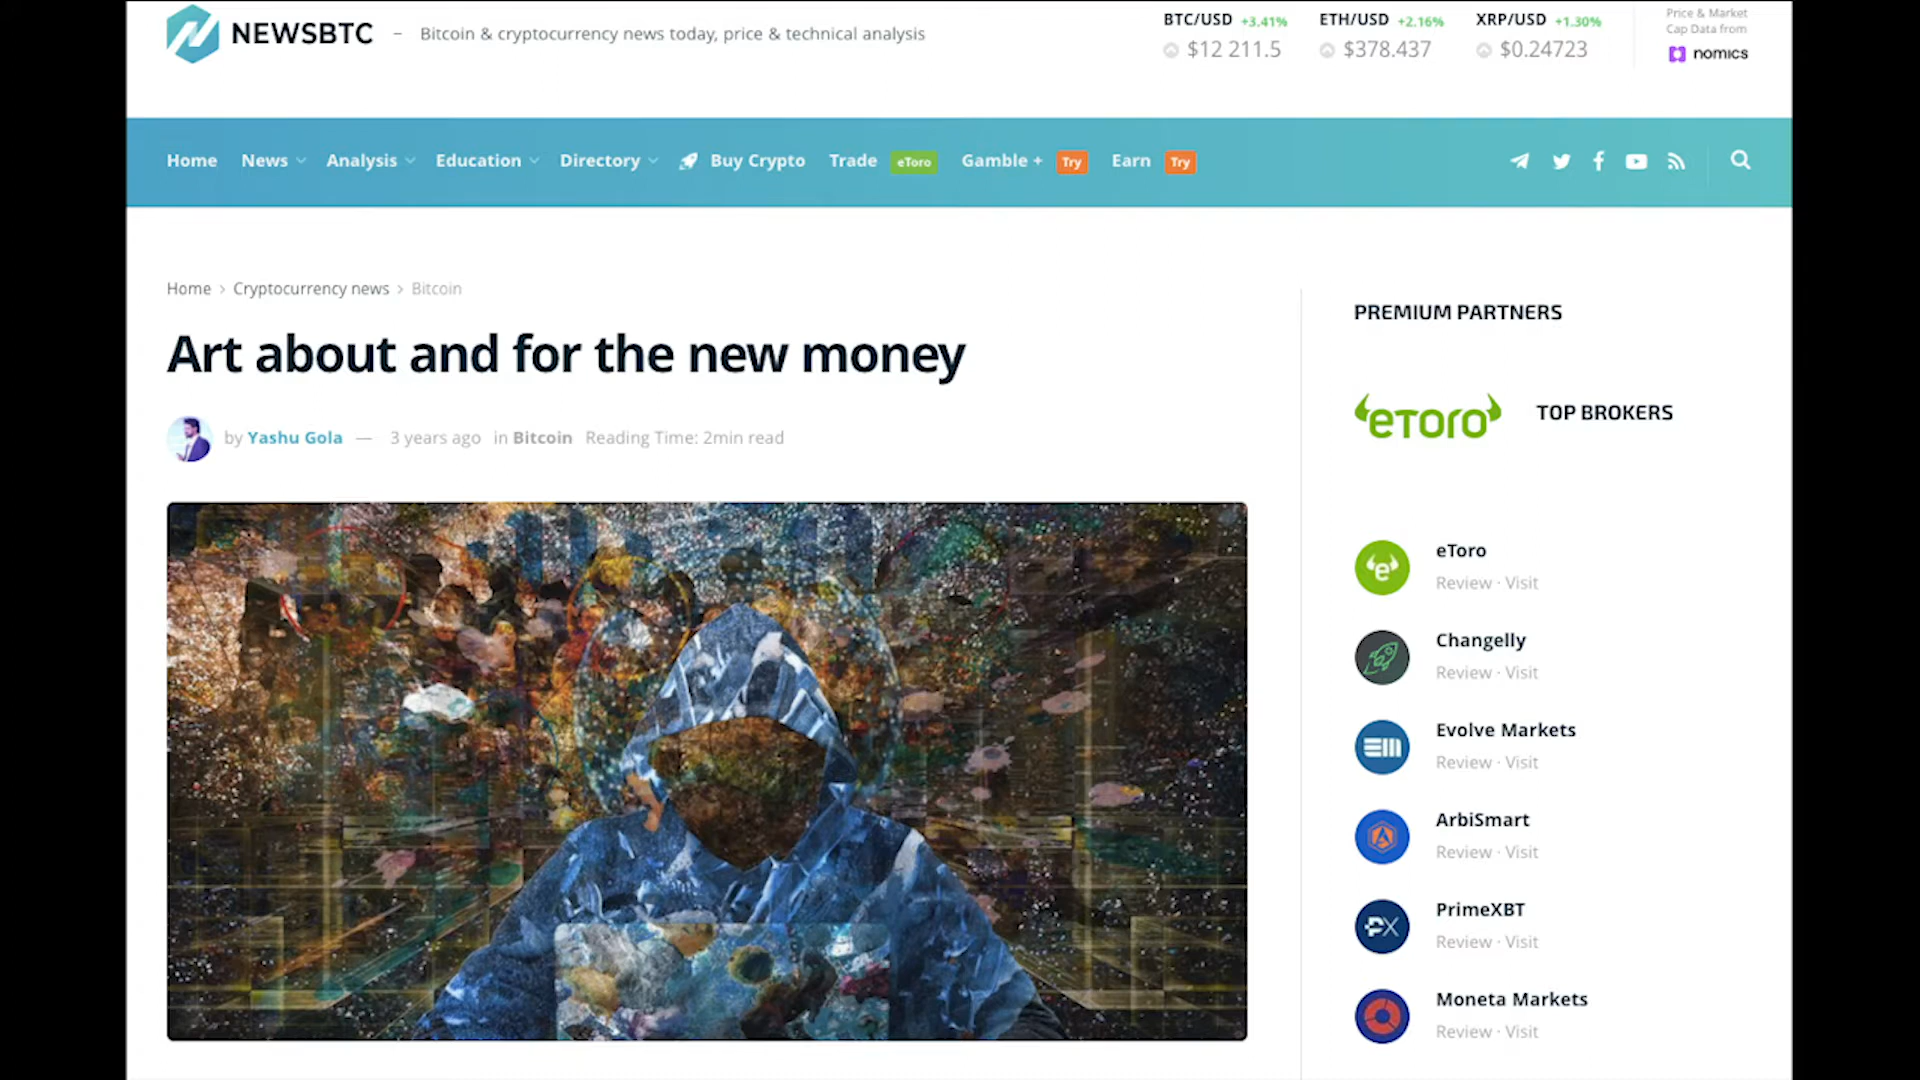 NEWSBTC – Bitcoin & cryptocurrency news today, price & technical analysis
BTC/USD +3.41%
$12 211.5
ETH/USD +2.16%
$378.437
XRP/USD +1.30%
$0.24723
Price & Market
Cap Data from
nomics
Home News Analysis Education Directory Buy Crypto Trade eToro Gamble + Try Earn Try
Home > Cryptocurrency news > Bitcoin
Art about and for the new money
by Yashu Gola — 3 years ago in Bitcoin Reading Time: 2min read
PREMIUM PARTNERS
eToro
TOP BROKERS
eToro
Review · Visit
Changelly
Review · Visit
Evolve Markets
Review · Visit
ArbiSmart
Review · Visit
PrimeXBT
Review · Visit
Moneta Markets
Review · Visit